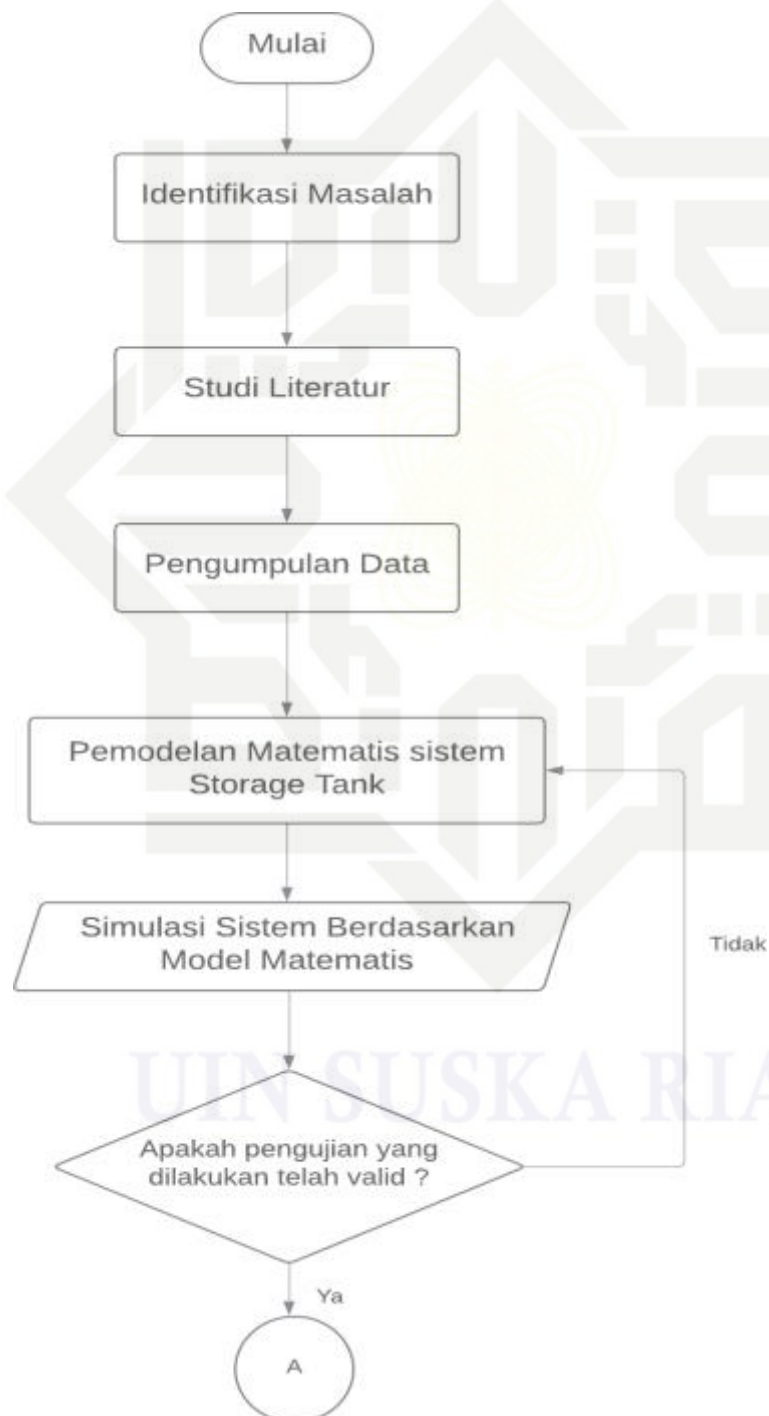 Mulai
Identifikasi Masalah
Studi Literatur
Pengumpulan Data
Pemodelan Matematis sistem
Storage Tank
Simulasi Sistem Berdasarkan
Model Matematis
Tidak
UIN SUSKA RIA
Apakah pengujian yang
dilakukan telah valid ?
Ya
A